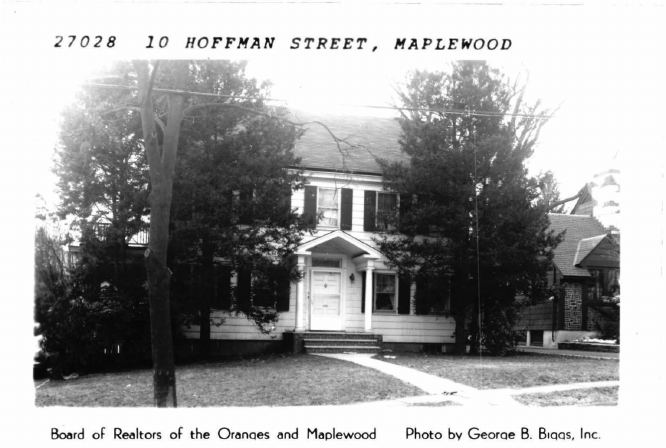 27028 10 HOFFMAN STREET, MAPLEWOOD
Board of Realtors of the Oranges and Maplewood Photo by George B. Biggs, Inc.